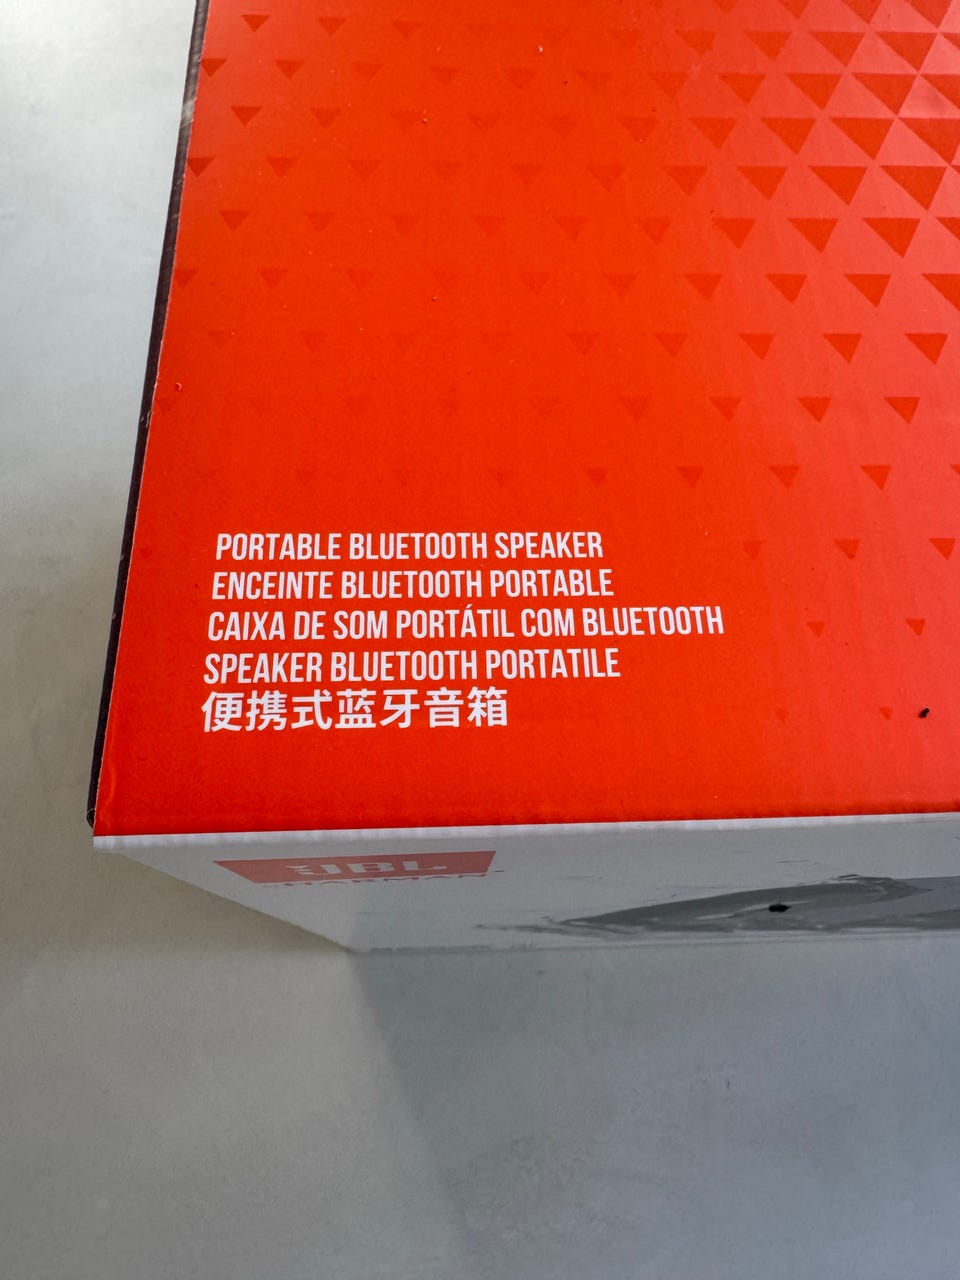 PORTABLE BLUETOOTH SPEAKER
ENCEINTE BLUETOOTH PORTABLE
CAIXA DE SOM PORTÁTIL COM BLUETOOTH
SPEAKER BLUETOOTH PORTATILE
便携式蓝牙音箱
JBL
HARMAN